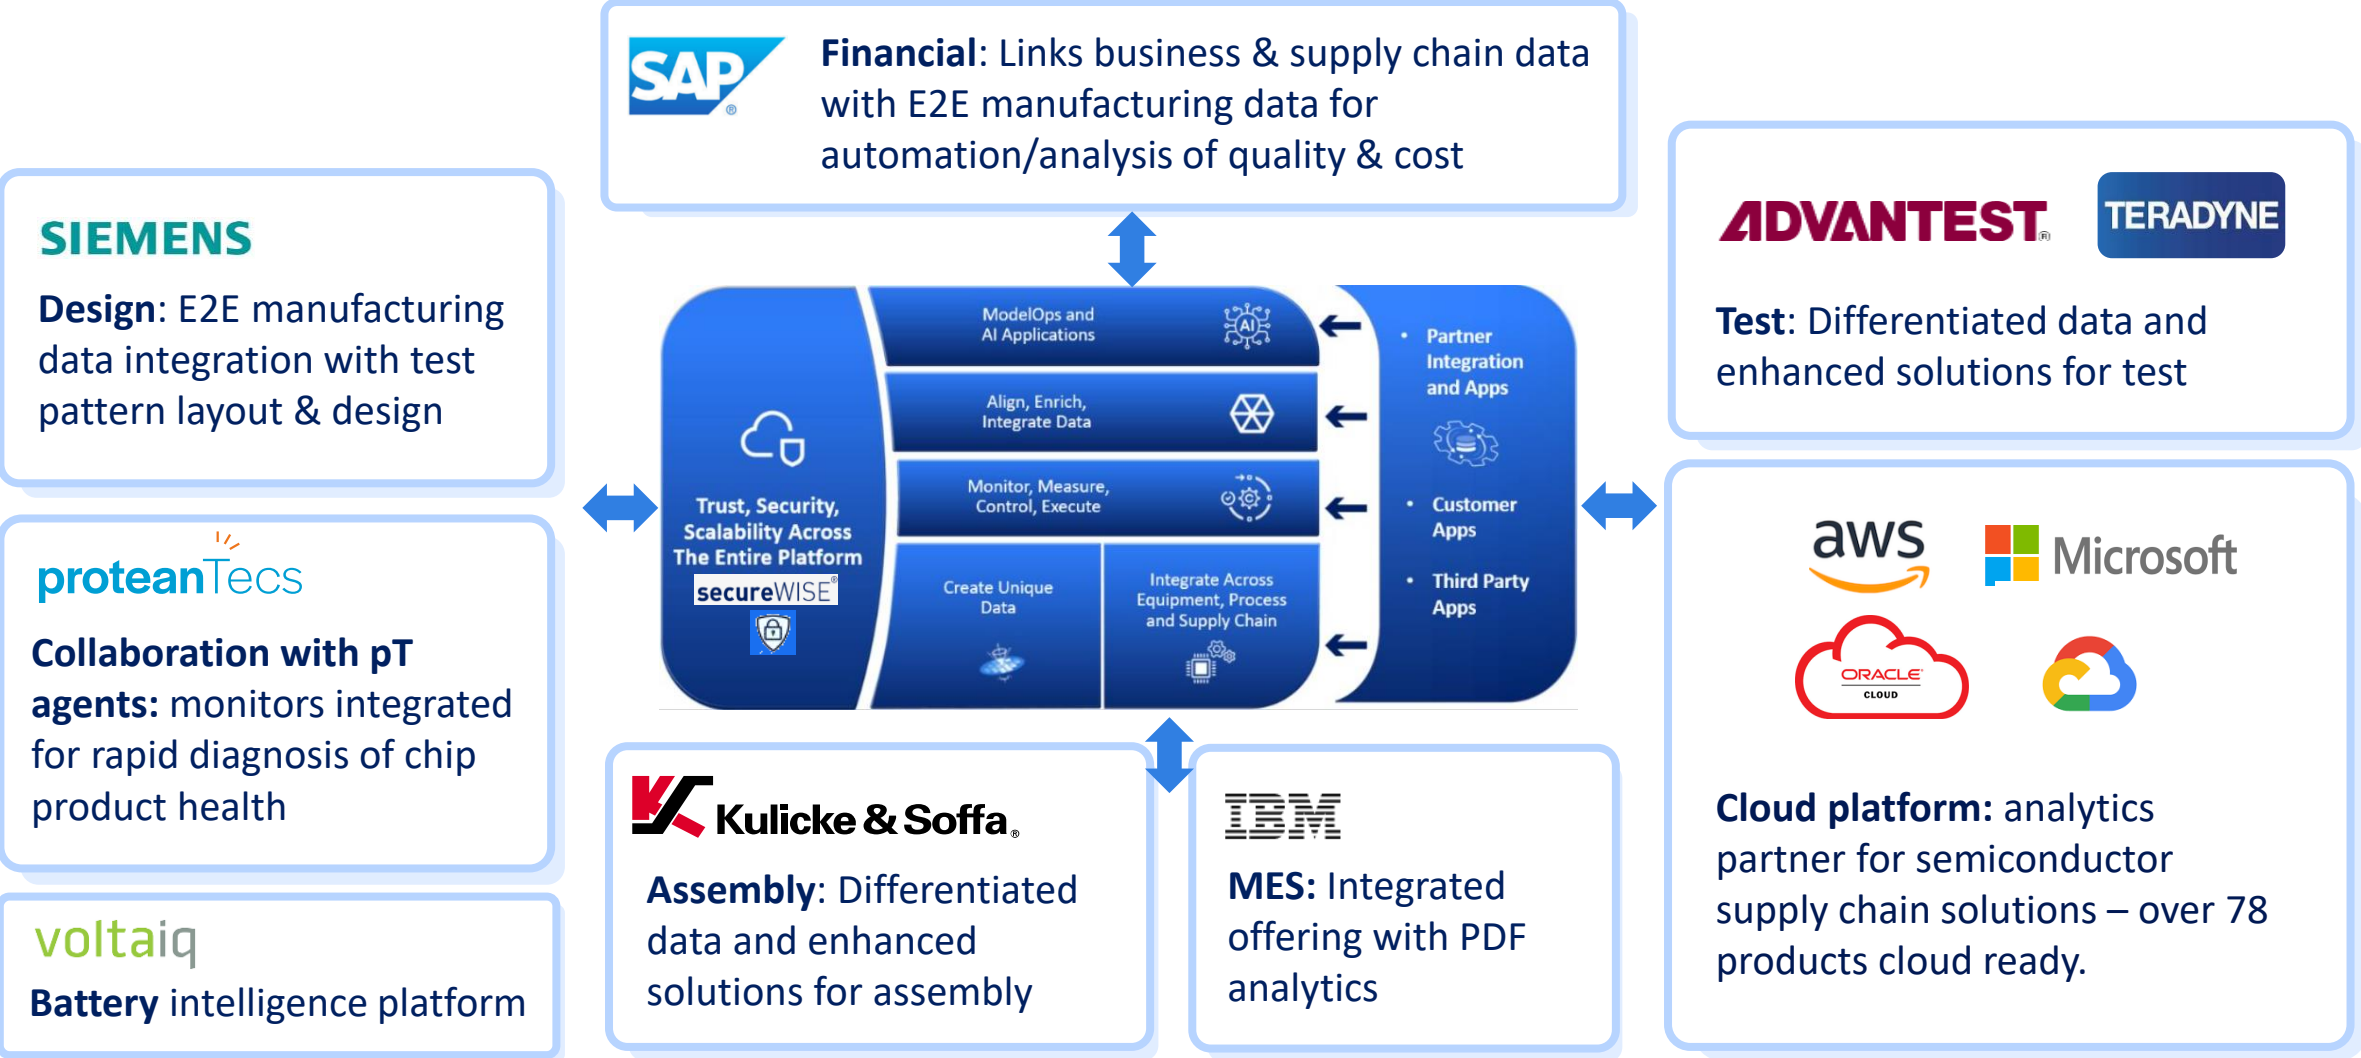 SAP
®
Financial: Links business & supply chain data
with E2E manufacturing data for
automation/analysis of quality & cost
SIEMENS
Design: E2E manufacturing
data integration with test
pattern layout & design
proteanTecs
Collaboration with pT
agents: monitors integrated
for rapid diagnosis of chip
product health
voltaiq
Battery intelligence platform
Trust, Security,
Scalability Across
The Entire Platform
secureWISE®
ModelOps and
AI Applications
AI
Align, Enrich,
Integrate Data
Monitor, Measure,
Control, Execute
Create Unique
Data
Integrate Across
Equipment, Process
and Supply Chain
• Partner
Integration
and Apps
• Customer
Apps
• Third Party
Apps
Kulicke & Soffa®
Assembly: Differentiated
data and enhanced
solutions for assembly
IBM
MES: Integrated
offering with PDF
analytics
ADVANTEST®
TERADYNE
Test: Differentiated data and
enhanced solutions for test
aws
Microsoft
ORACLE®
CLOUD
Cloud platform: analytics
partner for semiconductor
supply chain solutions – over 78
products cloud ready.